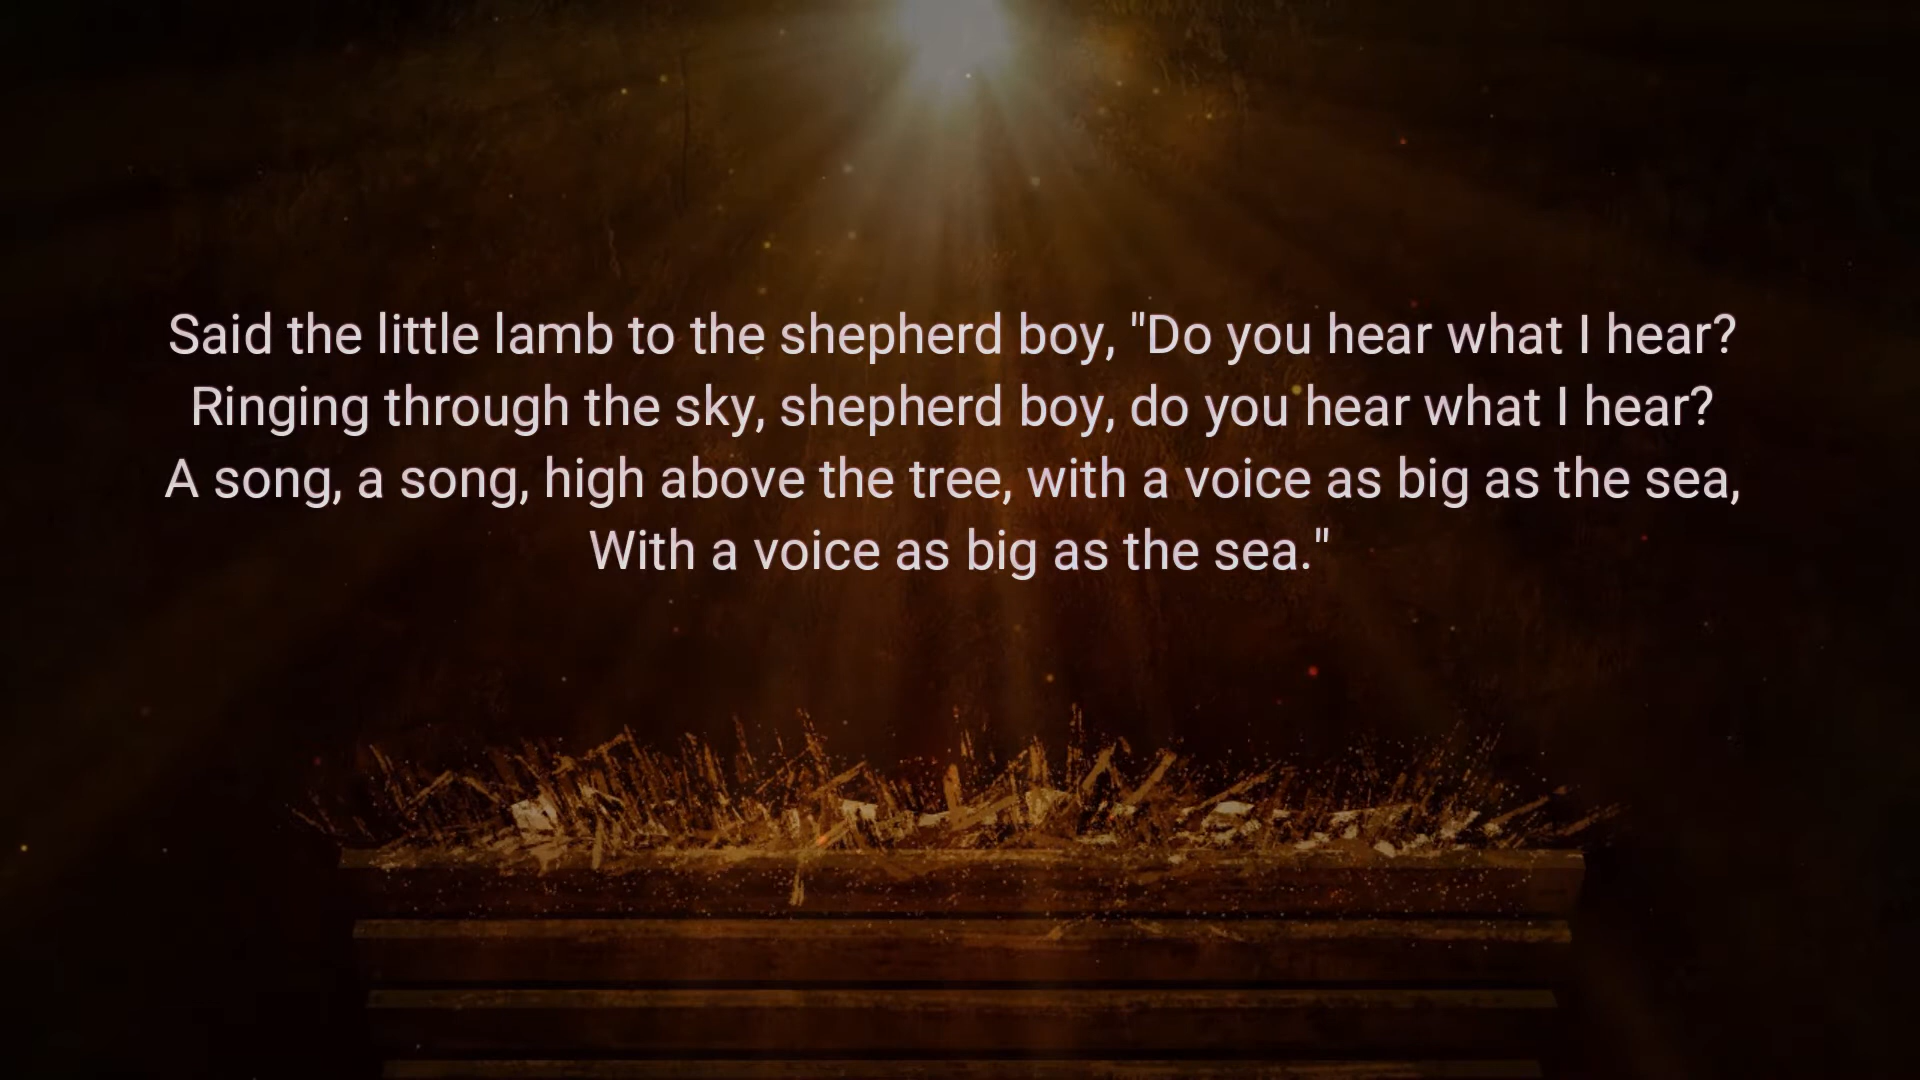 Said the little lamb to the shepherd boy, "Do you hear what I hear?
Ringing through the sky, shepherd boy, do you hear what I hear?
A song, a song, high above the tree, with a voice as big as the sea,
With a voice as big as the sea."